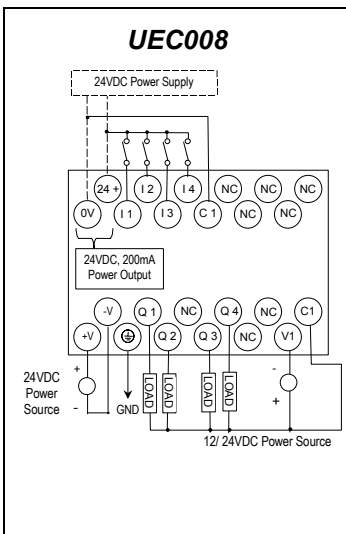 UEC008
24VDC Power Supply
24 + I 2 I 4 NC NC NC
0V I 1 I 3 C 1 NC NC
24VDC, 200mA
Power Output
-V Q 1 NC Q 4 NC C1
+V Q 2 Q 3 NC V1
+ -
24VDC
Power
Source
- GND LOAD LOAD LOAD LOAD +
12/ 24VDC Power Source